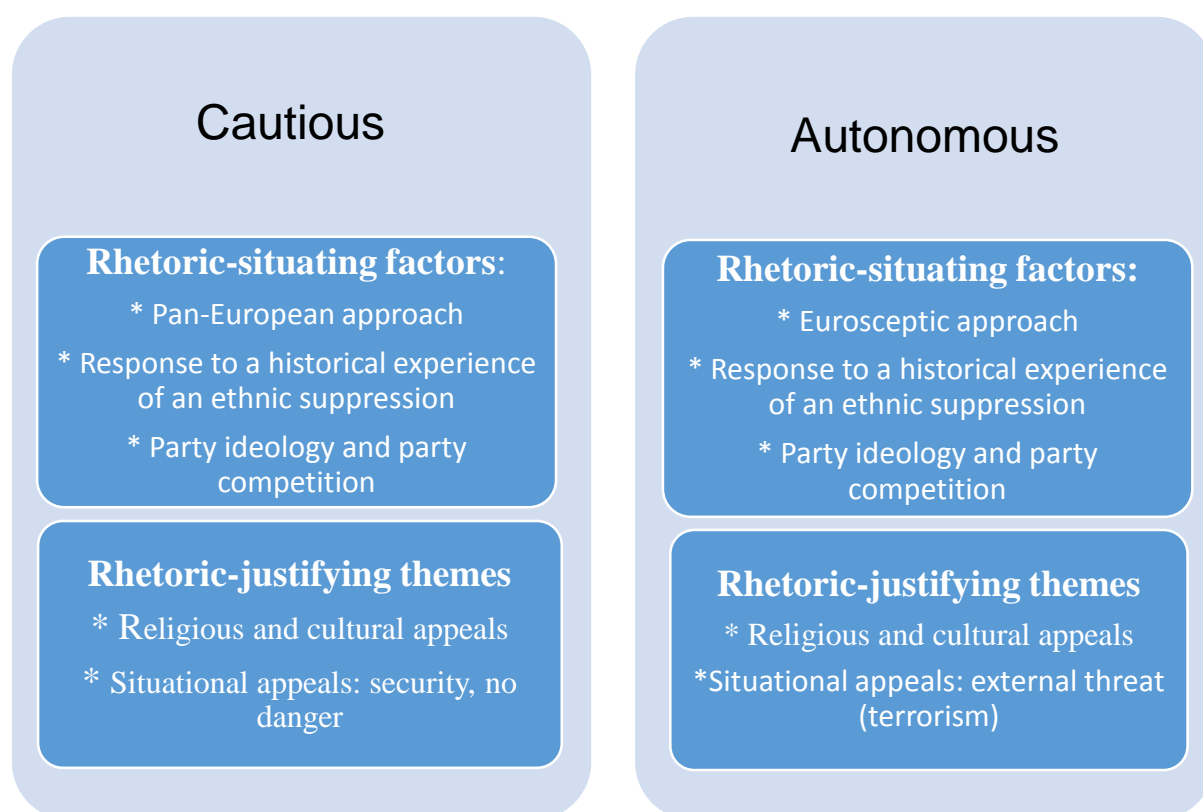 Cautious
Rhetoric-situating factors:
* Pan-European approach
* Response to a historical experience
of an ethnic suppression
* Party ideology and party
competition
Rhetoric-justifying themes
* Religious and cultural appeals
* Situational appeals: security, no
danger
Autonomous
Rhetoric-situating factors:
* Eurosceptic approach
* Response to a historical experience
of an ethnic suppression
* Party ideology and party
competition
Rhetoric-justifying themes
* Religious and cultural appeals
*Situational appeals: external threat
(terrorism)